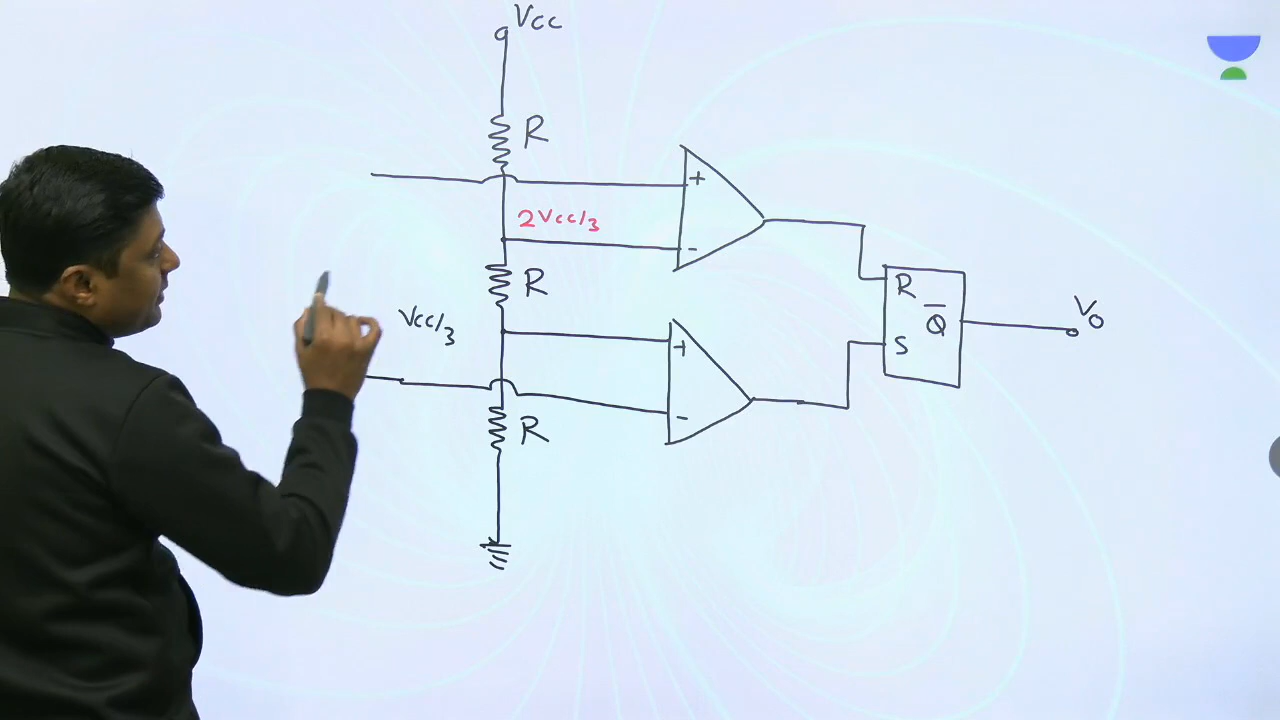 Vcc
R
+
2Vcc/3
-
R
Vcc/3
+
-
R
R
Q̅
S
Vo